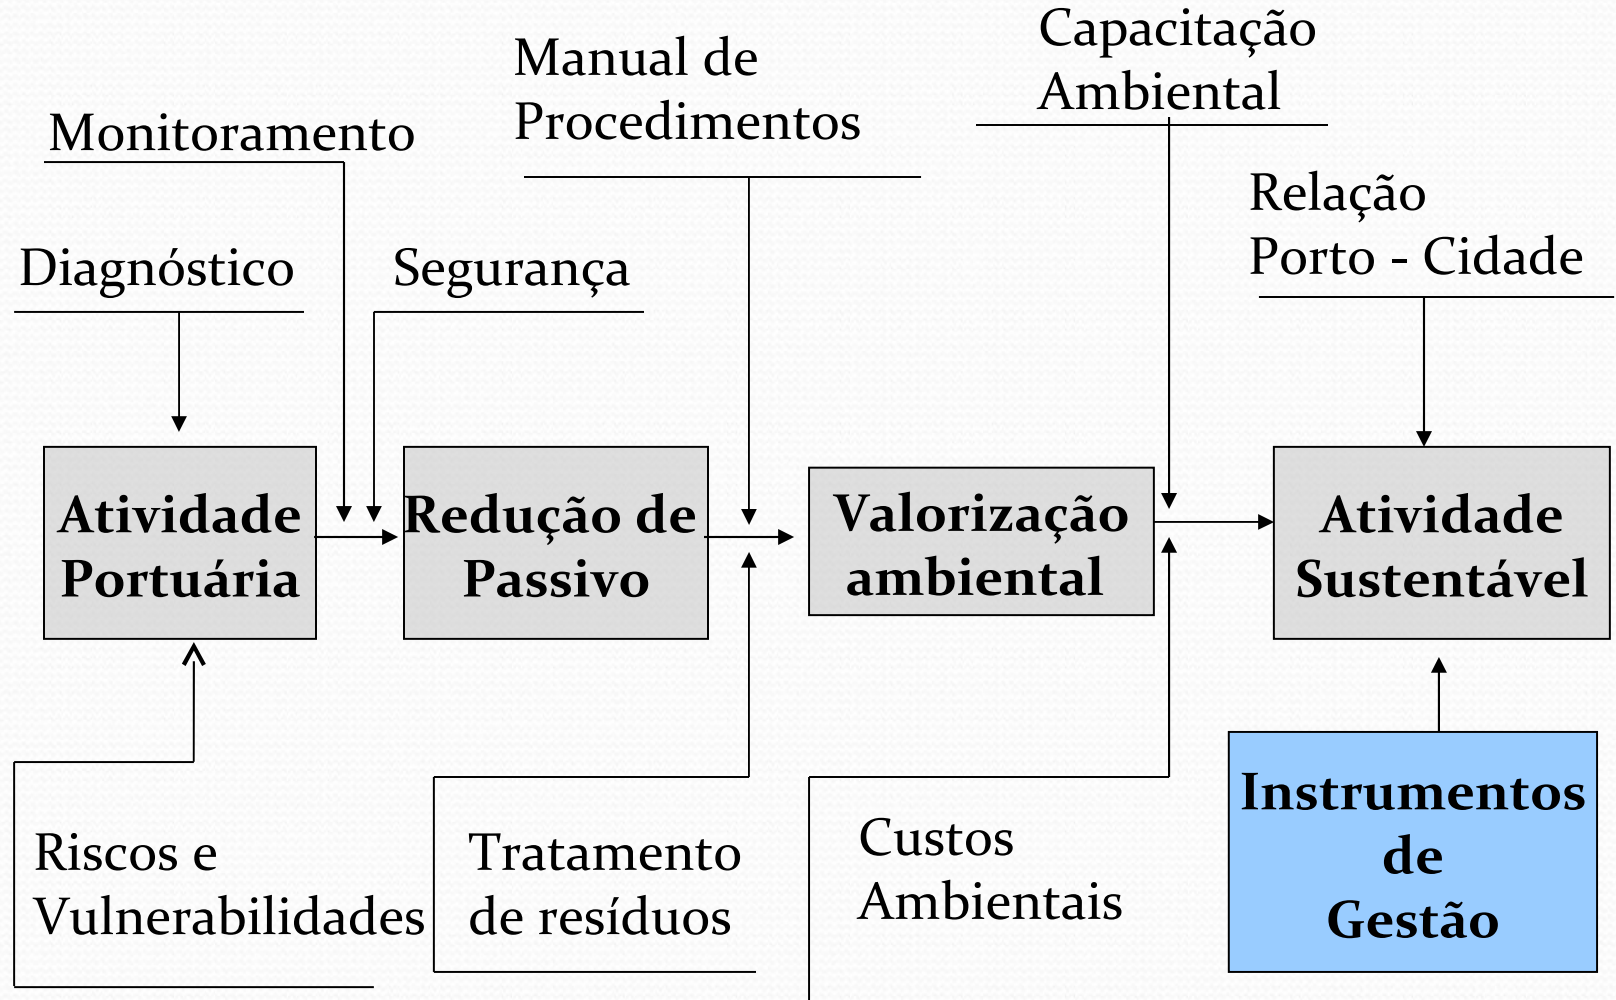 Capacitação
Ambiental
Manual de
Procedimentos
Monitoramento
Relação
Porto - Cidade
Diagnóstico
Segurança
Atividade
Portuária
Redução de
Passivo
Valorização
ambiental
Atividade
Sustentável
Riscos e
Vulnerabilidades
Tratamento
de resíduos
Custos
Ambientais
Instrumentos
de
Gestão